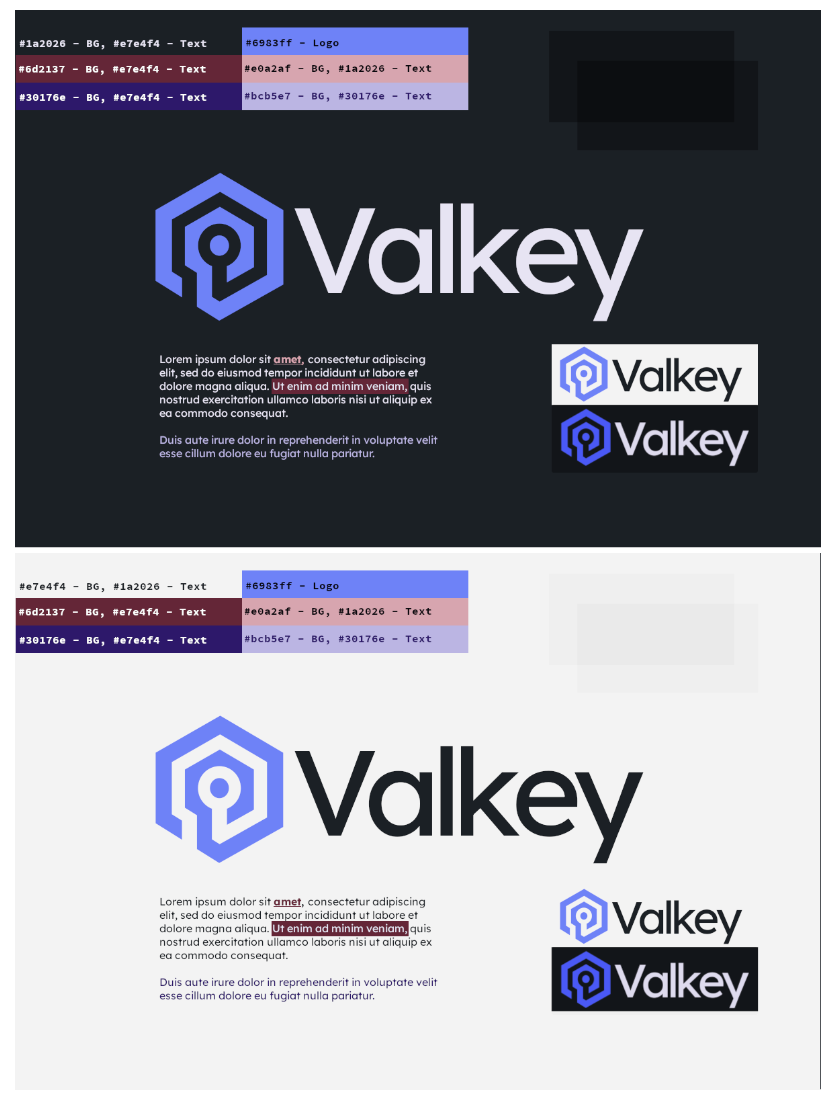 #1a2026 – BG, #e7e4f4 – Text
#6983ff – Logo
#6d2137 – BG, #e7e4f4 – Text
#e0a2af – BG, #1a2026 – Text
#30176e – BG, #e7e4f4 – Text
#bcb5e7 – BG, #30176e – Text
Valkey
Lorem ipsum dolor sit amet, consectetur adipiscing
elit, sed do eiusmod tempor incididunt ut labore et
dolore magna aliqua. Ut enim ad minim veniam, quis
nostrud exercitation ullamco laboris nisi ut aliquip ex
ea commodo consequat.
Duis aute irure dolor in reprehenderit in voluptate velit
esse cillum dolore eu fugiat nulla pariatur.
Valkey
Valkey
#e7e4f4 – BG, #1a2026 – Text
#6983ff – Logo
#6d2137 – BG, #e7e4f4 – Text
#e0a2af – BG, #1a2026 – Text
#30176e – BG, #e7e4f4 – Text
#bcb5e7 – BG, #30176e – Text
Valkey
Lorem ipsum dolor sit amet, consectetur adipiscing
elit, sed do eiusmod tempor incididunt ut labore et
dolore magna aliqua. Ut enim ad minim veniam, quis
nostrud exercitation ullamco laboris nisi ut aliquip ex
ea commodo consequat.
Duis aute irure dolor in reprehenderit in voluptate velit
esse cillum dolore eu fugiat nulla pariatur.
Valkey
Valkey